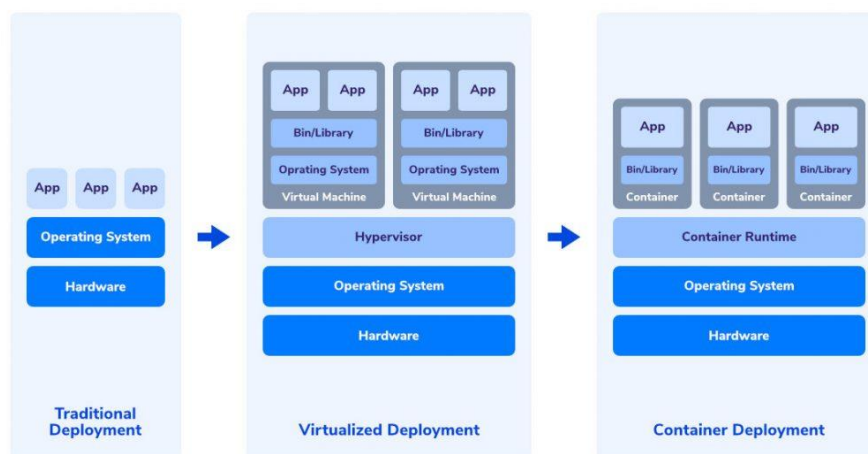 App App App
Operating System
Hardware
Traditional
Deployment
App App App App
Bin/Library Bin/Library
Oprating System Oprating System
Virtual Machine Virtual Machine
Hypervisor
Operating System
Hardware
Virtualized Deployment
App App App
Bin/Library Bin/Library Bin/Library
Container Container Container
Container Runtime
Operating System
Hardware
Container Deployment